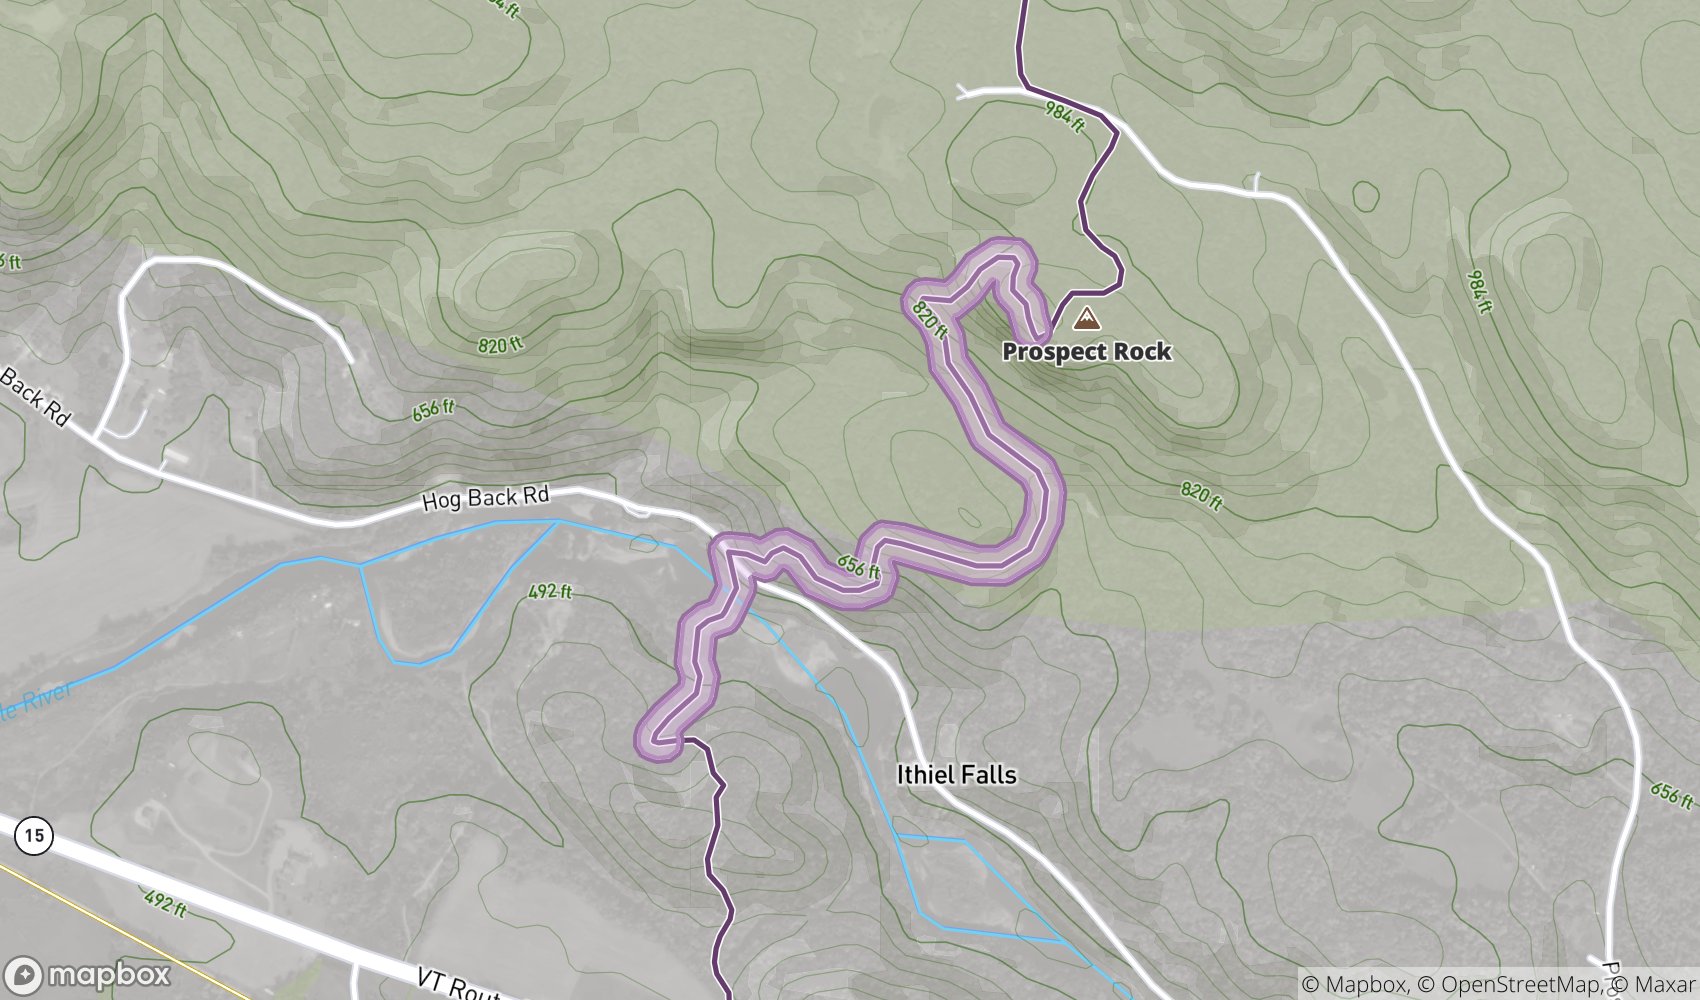 984 ft
820 ft
Prospect Rock
984 ft
820 ft
656 ft
Back Rd
Hog Back Rd
820 ft
656 ft
492 ft
Ithiel Falls
656 ft
15
492 ft
VT Rout
mapbox
© Mapbox, © OpenStreetMap, © Maxar